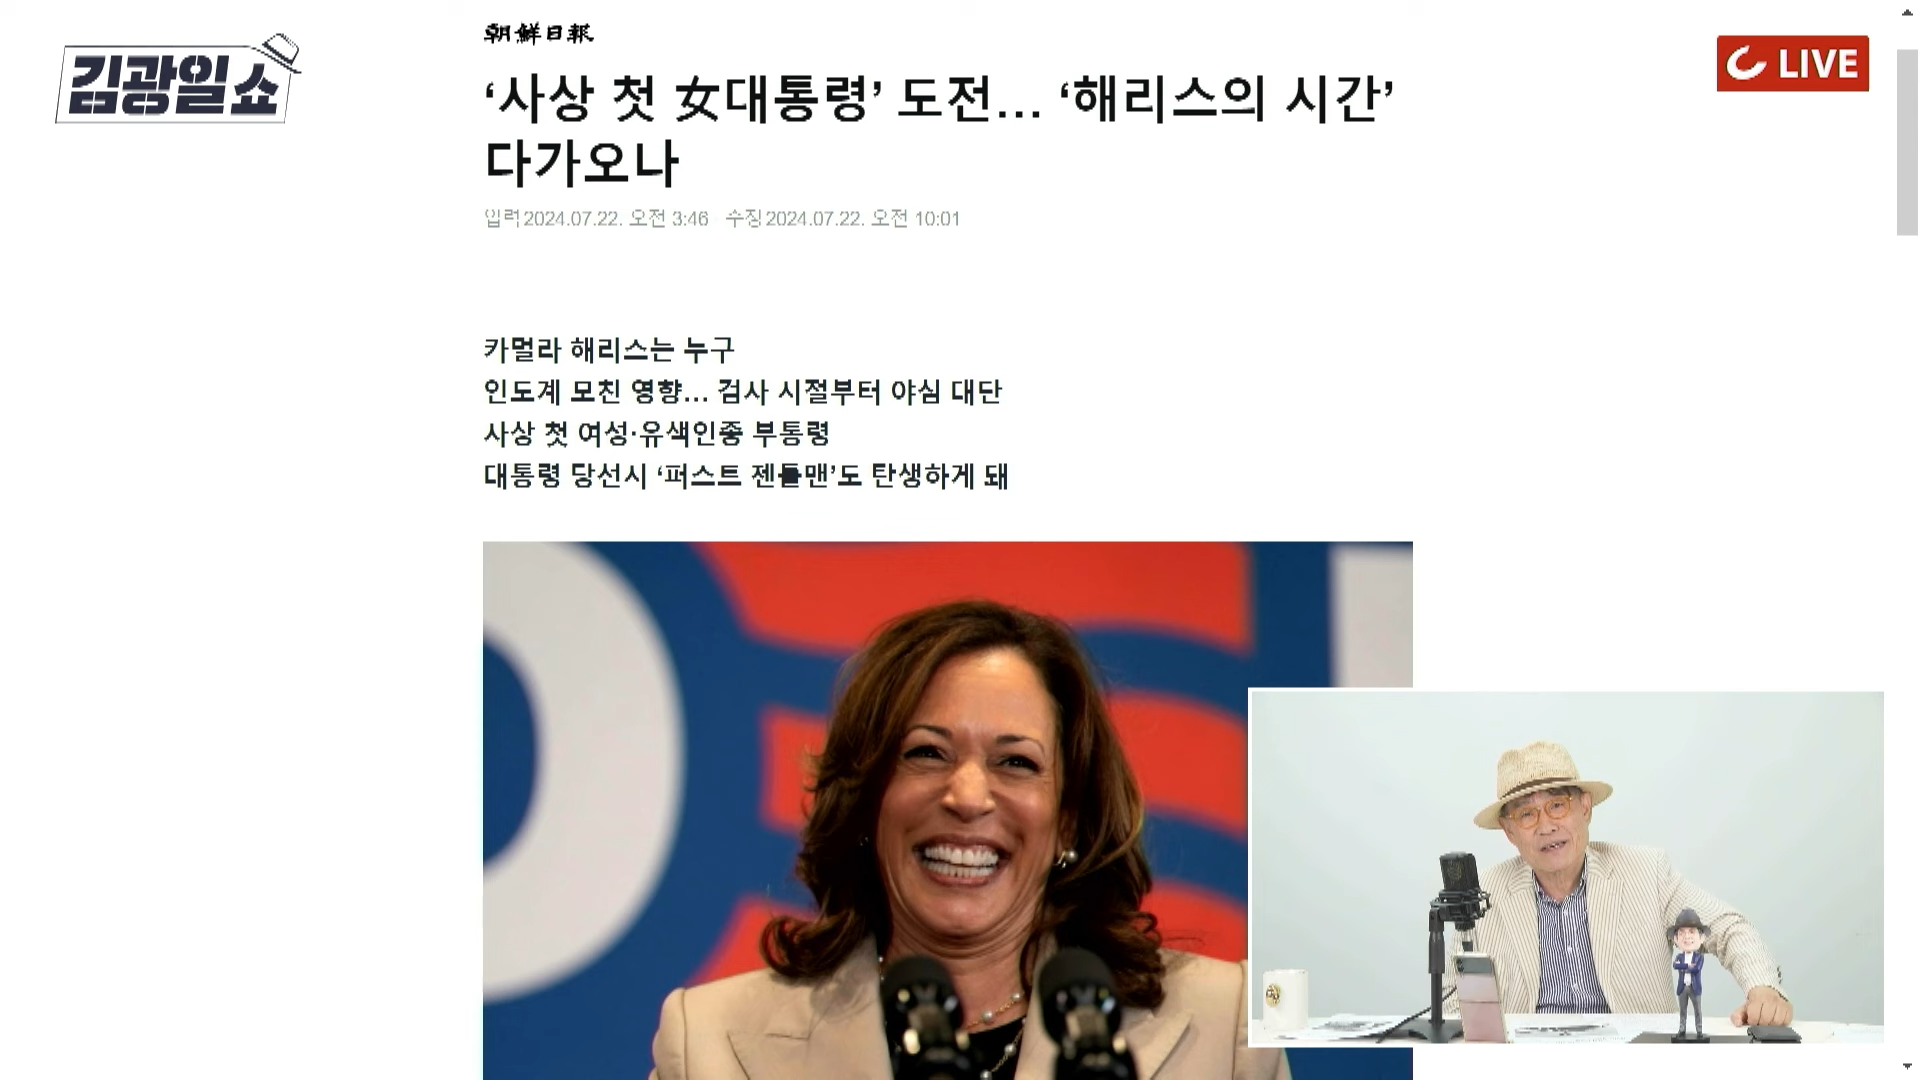 김광일쇼
朝鮮日報
LIVE
‘사상 첫 女대통령’ 도전… ‘해리스의 시간’
다가오나
입력 2024.07.22. 오전 3:46 수정 2024.07.22. 오전 10:01
카멀라 해리스는 누구
인도계 모친 영향… 검사 시절부터 야심 대단
사상 첫 여성·유색인종 부통령
대통령 당선시 ‘퍼스트 젠틀맨’도 탄생하게 돼